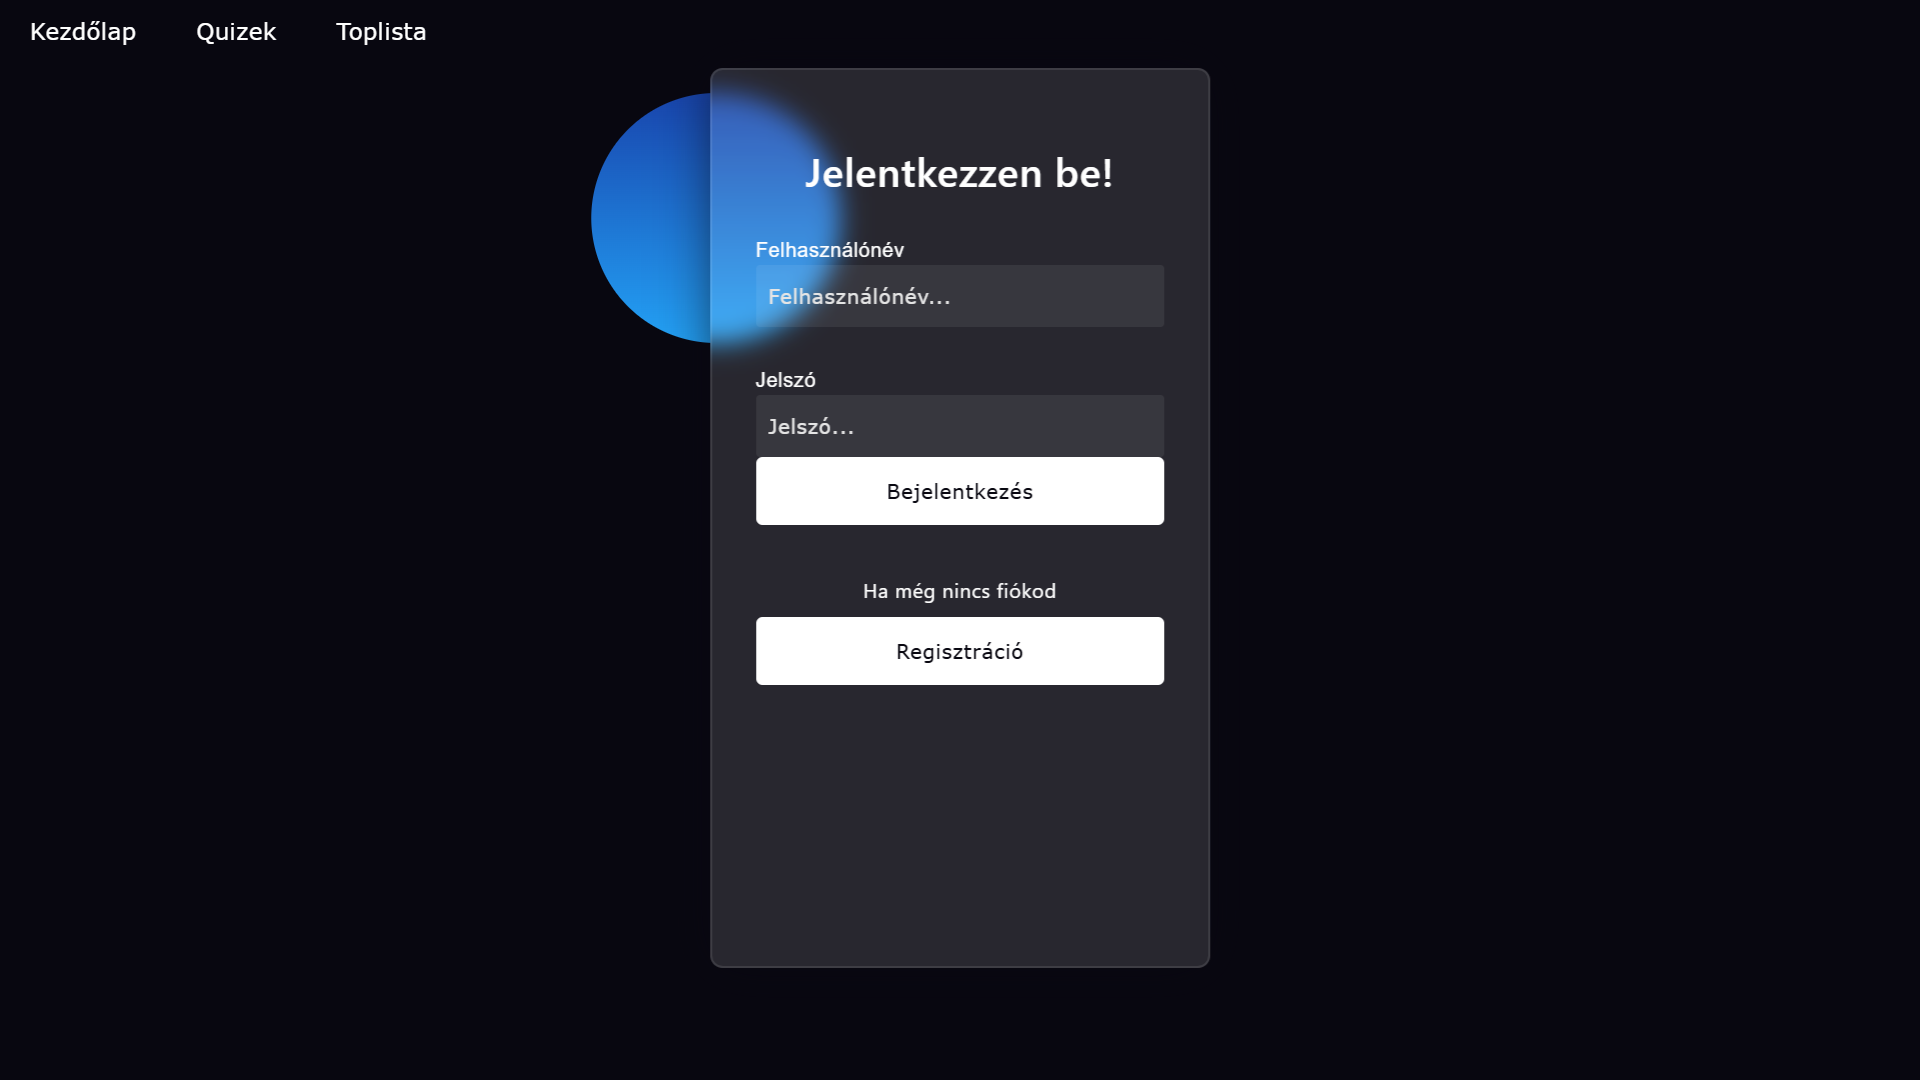 Kezdőlap Quizek Toplista
Jelentkezzen be!
Felhasználónév
Felhasználónév...
Jelszó
Jelszó...
Bejelentkezés
Ha még nincs fiókod
Regisztráció